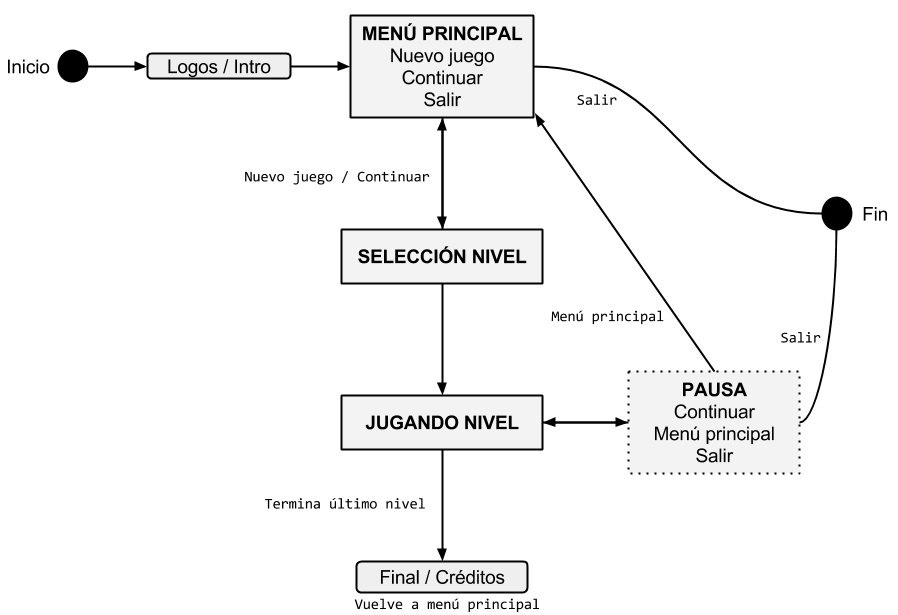 Inicio
Logos / Intro
MENÚ PRINCIPAL
Nuevo juego
Continuar
Salir
Salir
Nuevo juego / Continuar
Fin
SELECCIÓN NIVEL
Menú principal
Salir
JUGANDO NIVEL
PAUSA
Continuar
Menú principal
Salir
Termina último nivel
Final / Créditos
Vuelve a menú principal